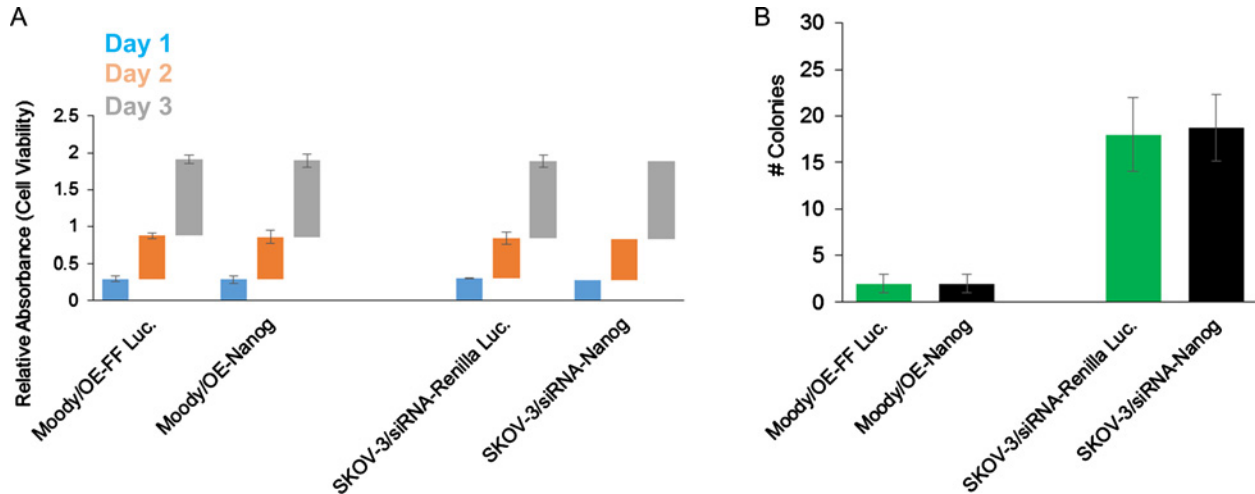 A
Day 1
Day 2
Day 3
Relative Absorbance (Cell Viability)
2.5
2
1.5
1
0.5
0
Moody/OE-FF Luc.
Moody/OE-Nanog
SKOV-3/siRNA-Renilla Luc.
SKOV-3/siRNA-Nanog
B
# Colonies
30
25
20
15
10
5
0
Moody/OE-FF Luc.
Moody/OE-Nanog
SKOV-3/siRNA-Renilla Luc.
SKOV-3/siRNA-Nanog